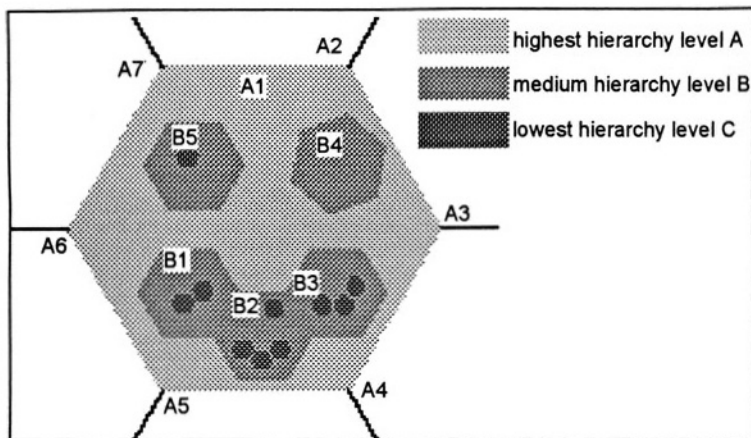 A7
A2
A1
B5
B4
A6
A3
B1
B2
B3
A5
A4
highest hierarchy level A
medium hierarchy level B
lowest hierarchy level C